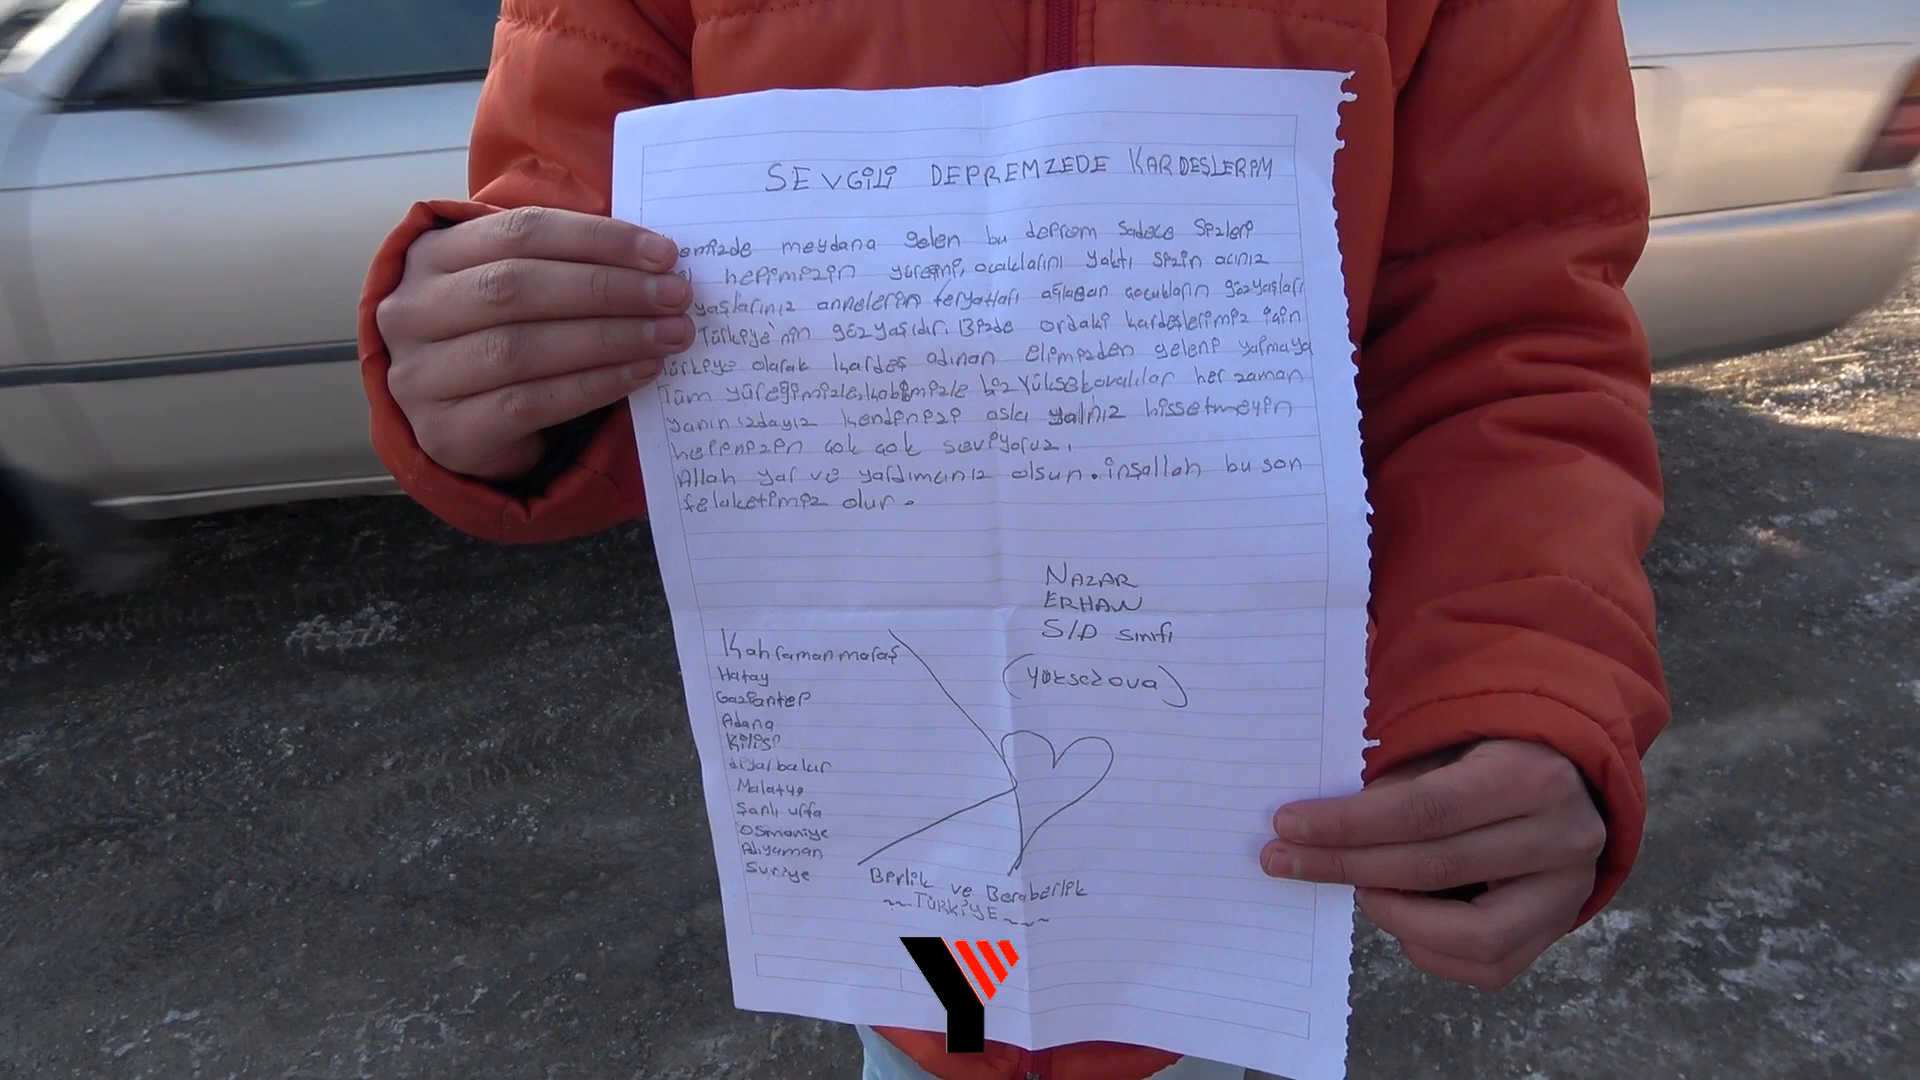 SEVGİLİ DEPREMZEDE KARDEŞLERİM
meydana gelen bu deprem sadece sizleri
hepimizin yüreğini, ocaklarını yaktı sizin acınız
yaşlarınız annelerin feryatları ağlayan çocukların gözyaşları
Türkiye'nin göz yaşıdır. Bizde ordaki kardeşlerimiz için
Türkiye olarak kardeş adınan elimizden geleni yapmaya
Tüm yüreğimizle, kalbimizle biz Yüksekovalılar her zaman
yanınızdayız kendinizi asla yalnız hissetmeyin
hepinizin çok çok seviyoruz.
Allah yar ve yardımcınız olsun. inşallah bu son
felaketimiz olur.
NAZAR
ERHAN
5/D sınıfı
(Yüksekova)
Kahramanmaraş
Hatay
Gaziantep
Adana
Kilis
diyarbakır
Malatya
Şanlı urfa
Osmaniye
Adıyaman
Suriye
Birlik ve Beraberlik
~~TÜRKİYE~~